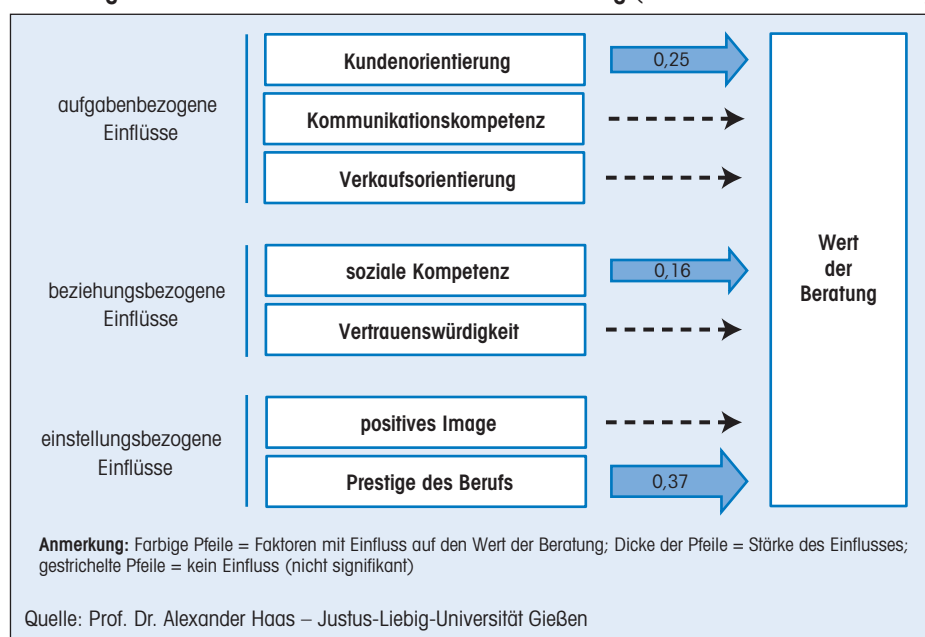 aufgabenbezogene
Einflüsse
Kundenorientierung
0,25
Kommunikationskompetenz
Verkaufsorientierung
beziehungsbezogene
Einflüsse
soziale Kompetenz
0,16
Vertrauenswürdigkeit
einstellungsbezogene
Einflüsse
positives Image
Prestige des Berufs
0,37
Wert
der
Beratung
Anmerkung: Farbige Pfeile = Faktoren mit Einfluss auf den Wert der Beratung; Dicke der Pfeile = Stärke des Einflusses;
gestrichelte Pfeile = kein Einfluss (nicht signifikant)
Quelle: Prof. Dr. Alexander Haas – Justus-Liebig-Universität Gießen